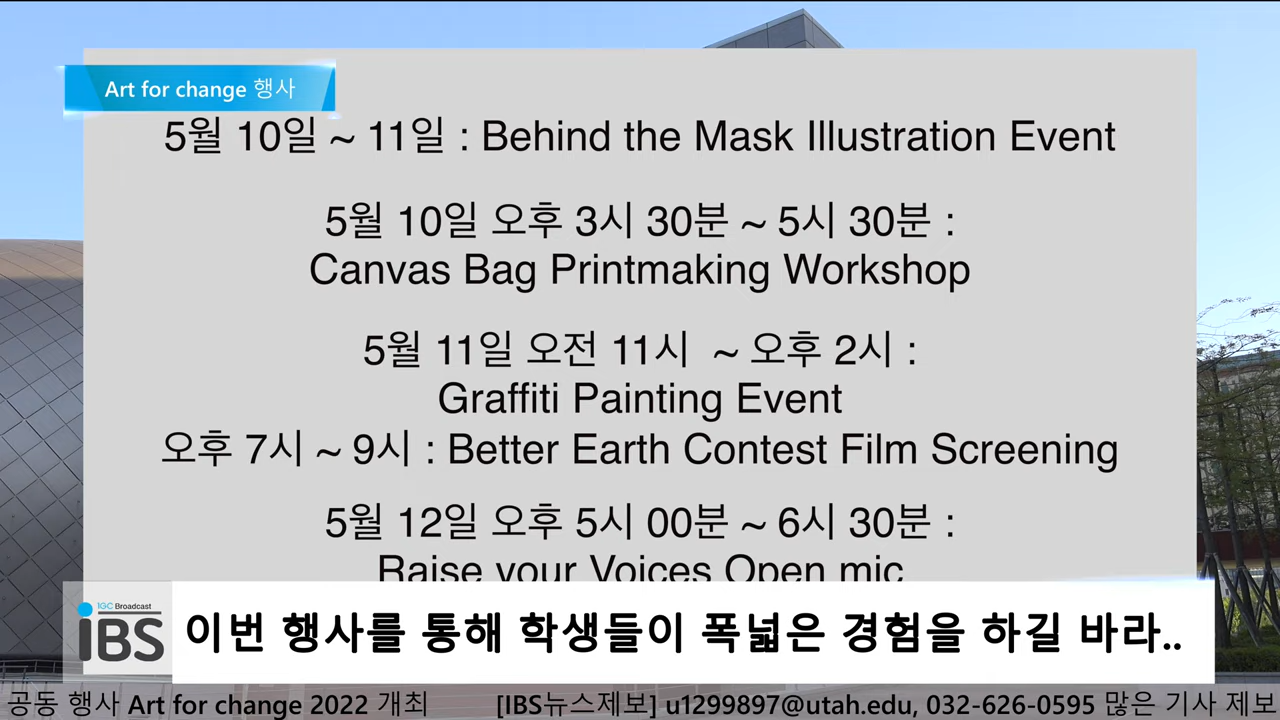 Art for change 행사
5월 10일 ~ 11일 : Behind the Mask Illustration Event
5월 10일 오후 3시 30분 ~ 5시 30분 :
Canvas Bag Printmaking Workshop
5월 11일 오전 11시 ~ 오후 2시 :
Graffiti Painting Event
오후 7시 ~ 9시 : Better Earth Contest Film Screening
5월 12일 오후 5시 00분 ~ 6시 30분 :
Raise your Voices Open mic
IGC Broadcast
iBS
이번 행사를 통해 학생들이 폭넓은 경험을 하길 바라..
공동 행사 Art for change 2022 개최 [IBS뉴스제보] u1299897@utah.edu, 032-626-0595 많은 기사 제보